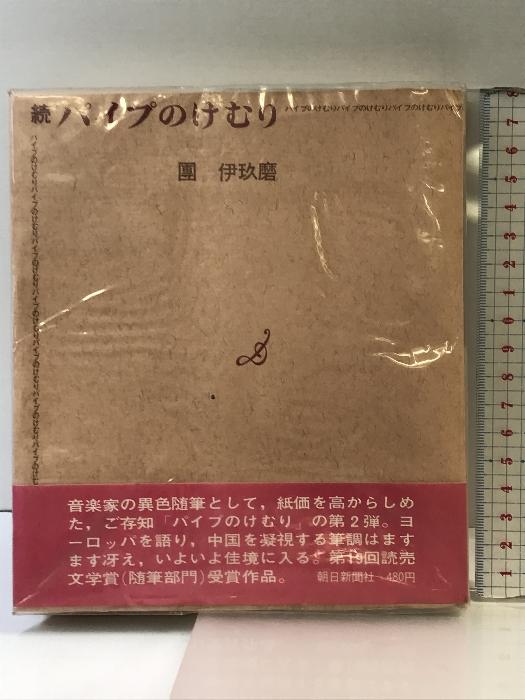 続 パイプのけむり
パイプのけむりパイプのけむりパイプのけむりパイプ
團 伊玖磨
音楽家の異色随筆として，紙価を高からしめ
た，ご存知「パイプのけむり」の第２弾。ヨ
ーロッパを語り，中国を凝視する筆調はます
ます冴え，いよいよ佳境に入る。第19回読売
文学賞（随筆部門）受賞作品。 朝日新聞社・480円